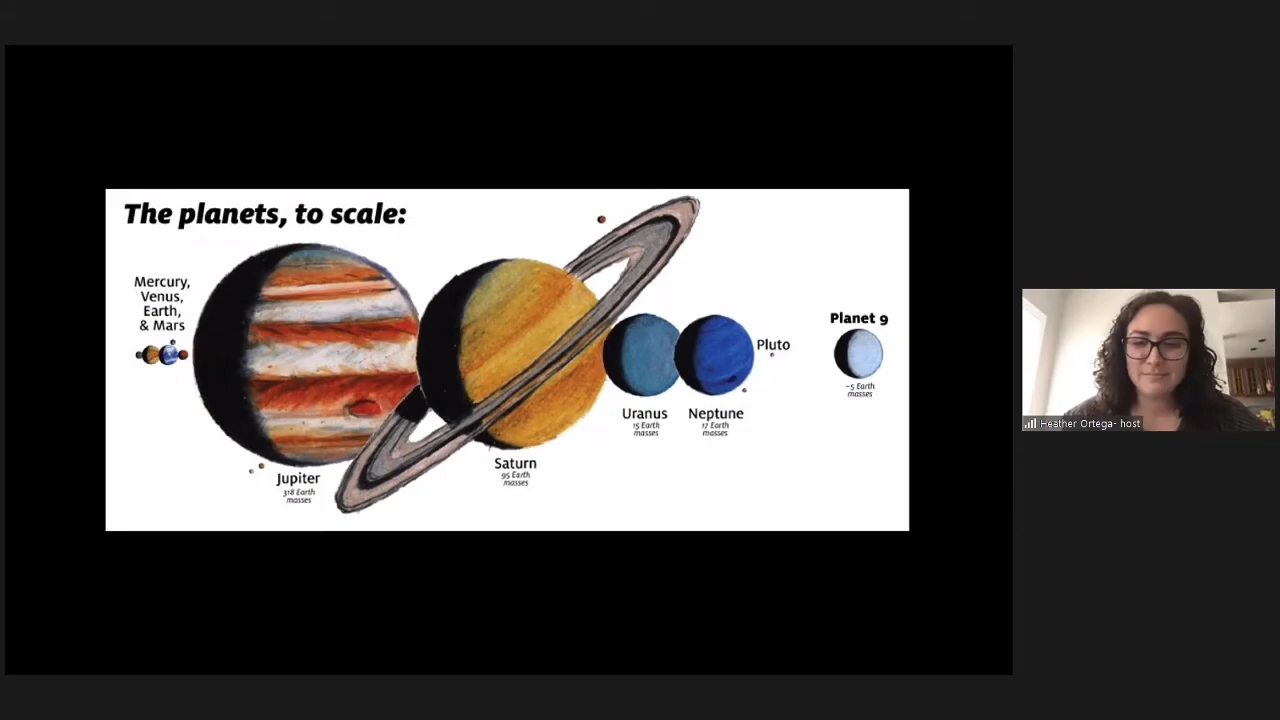 The planets, to scale:
Mercury,
Venus,
Earth,
& Mars
Jupiter
318 Earth
masses
Saturn
95 Earth
masses
Uranus
15 Earth
masses
Neptune
17 Earth
masses
Pluto
Planet 9
~5 Earth
masses
Heather Ortega- host